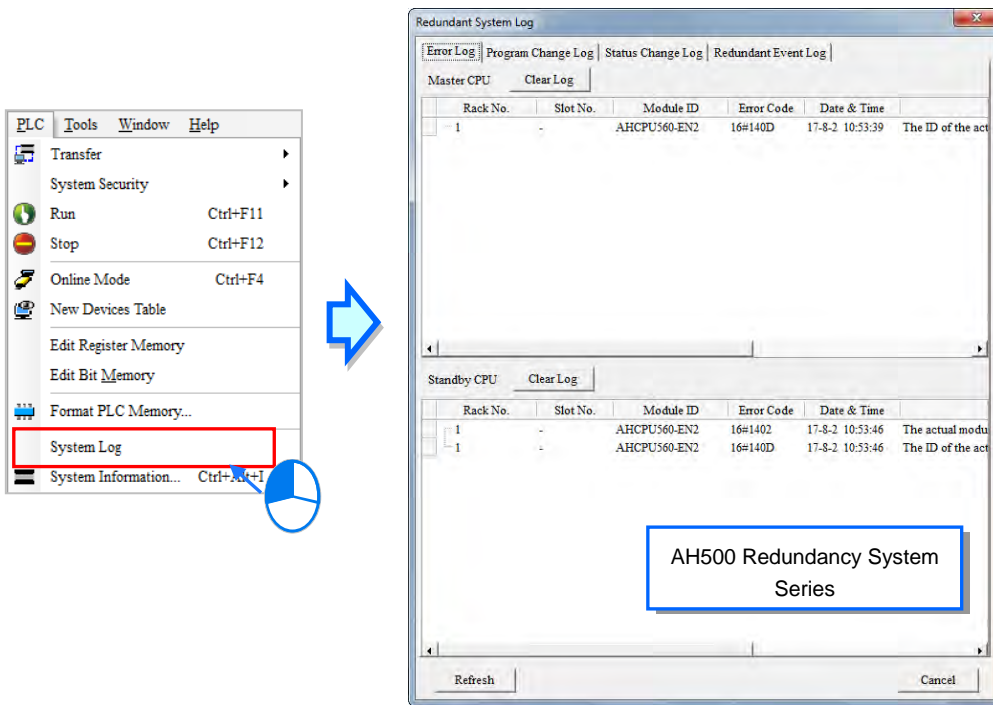 PLC Tools Window Help
Transfer
System Security
Run Ctrl+F11
Stop Ctrl+F12
Online Mode Ctrl+F4
New Devices Table
Edit Register Memory
Edit Bit Memory
Format PLC Memory...
System Log
System Information... Ctrl+Alt+I
Redundant System Log
Error Log Program Change Log Status Change Log Redundant Event Log
Master CPU Clear Log
Rack No. Slot No. Module ID Error Code Date & Time
1 - AHCPU560-EN2 16#140D 17-8-2 10:53:39 The ID of the act
Standby CPU Clear Log
Rack No. Slot No. Module ID Error Code Date & Time
1 - AHCPU560-EN2 16#1402 17-8-2 10:53:46 The actual modu
1 - AHCPU560-EN2 16#140D 17-8-2 10:53:46 The ID of the act
AH500 Redundancy System
Series
Refresh Cancel